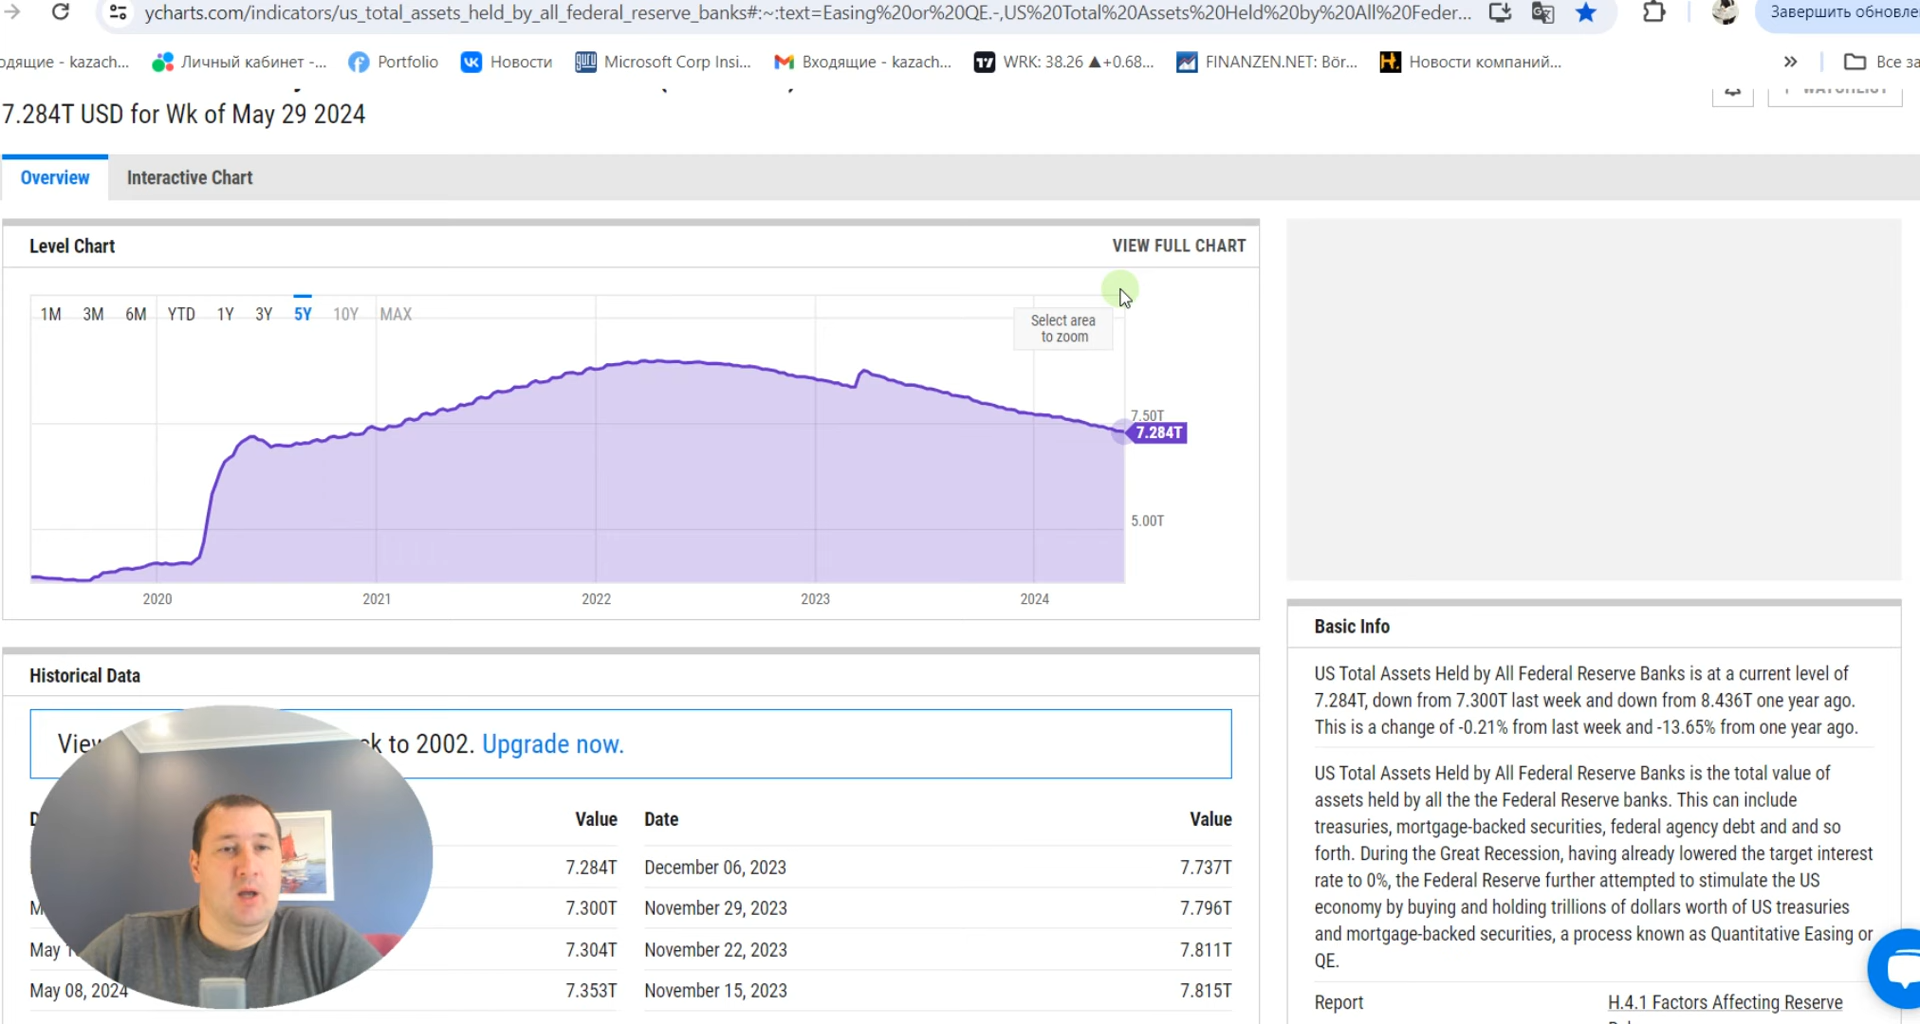 ycharts.com/indicators/us_total_assets_held_by_all_federal_reserve_banks#:~:text=Easing%20or%20QE.-,US%20Total%20Assets%20Held%20by%20All%20Feder...
Завершить обновле
одящие - kazach...
Личный кабинет -...
Portfolio
Новости
Microsoft Corp Insi...
Входящие - kazach...
WRK: 38.26 ▲+0.68...
FINANZEN.NET: Bör...
Новости компаний...
»
Все за
7.284T USD for Wk of May 29 2024
Overview
Interactive Chart
Level Chart
VIEW FULL CHART
1M 3M 6M YTD 1Y 3Y 5Y 10Y MAX
Select area
to zoom
7.50T
7.284T
5.00T
2020 2021 2022 2023 2024
Historical Data
ck to 2002. Upgrade now.
Value Date Value
7.284T December 06, 2023 7.737T
7.300T November 29, 2023 7.796T
May 7.304T November 22, 2023 7.811T
May 08, 2024 7.353T November 15, 2023 7.815T
Basic Info
US Total Assets Held by All Federal Reserve Banks is at a current level of
7.284T, down from 7.300T last week and down from 8.436T one year ago.
This is a change of -0.21% from last week and -13.65% from one year ago.
US Total Assets Held by All Federal Reserve Banks is the total value of
assets held by all the the Federal Reserve banks. This can include
treasuries, mortgage-backed securities, federal agency debt and and so
forth. During the Great Recession, having already lowered the target interest
rate to 0%, the Federal Reserve further attempted to stimulate the US
economy by buying and holding trillions of dollars worth of US treasuries
and mortgage-backed securities, a process known as Quantitative Easing or
QE.
Report
H.4.1 Factors Affecting Reserve